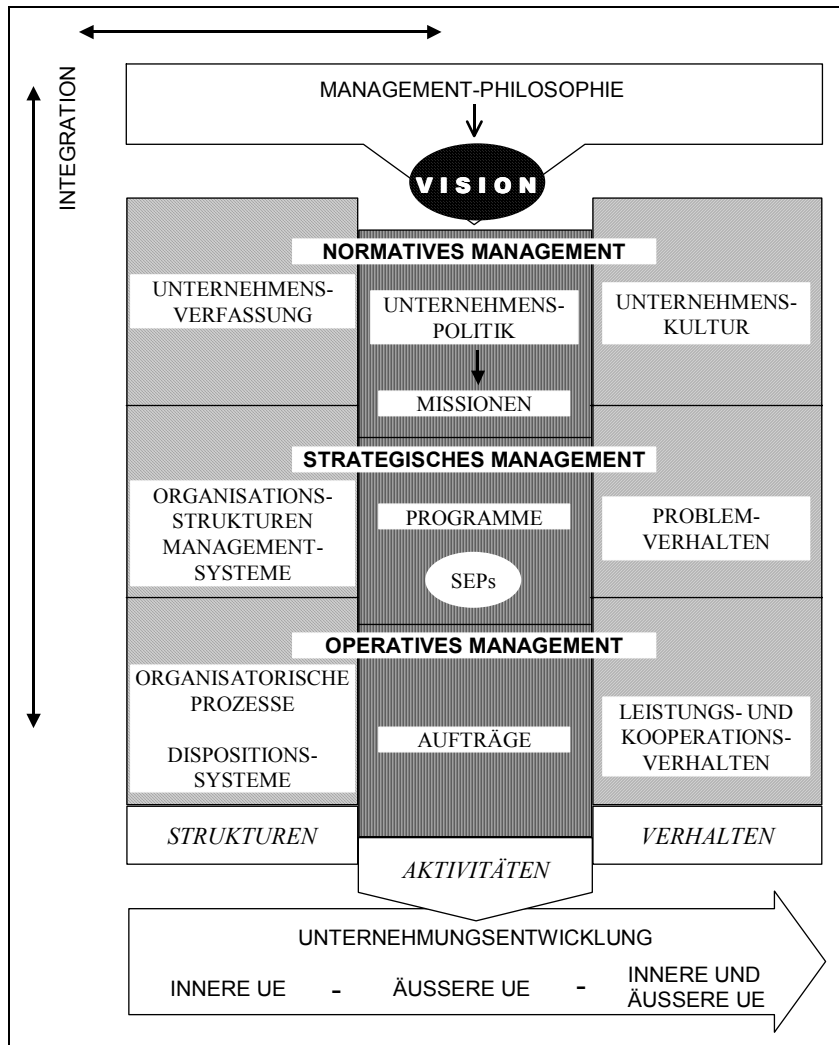 INTEGRATION
MANAGEMENT-PHILOSOPHIE
VISION
NORMATIVES MANAGEMENT
UNTERNEHMENS-
VERFASSUNG
UNTERNEHMENS-
POLITIK
MISSIONEN
UNTERNEHMENS-
KULTUR
STRATEGISCHES MANAGEMENT
ORGANISATIONS-
STRUKTUREN
MANAGEMENT-
SYSTEME
PROGRAMME
SEPs
PROBLEM-
VERHALTEN
OPERATIVES MANAGEMENT
ORGANISATORISCHE
PROZESSE
DISPOSITIONS-
SYSTEME
AUFTRÄGE
LEISTUNGS- UND
KOOPERATIONS-
VERHALTEN
STRUKTUREN
AKTIVITÄTEN
VERHALTEN
UNTERNEHMUNGSENTWICKLUNG
INNERE UE - ÄUSSERE UE - INNERE UND
ÄUSSERE UE